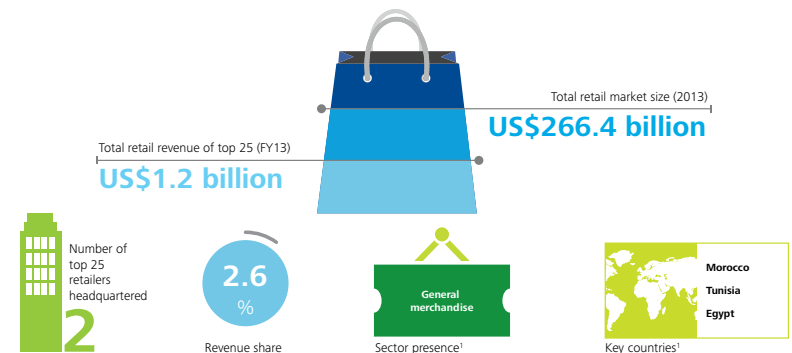 Total retail market size (2013)
US$266.4 billion
Total retail revenue of top 25 (FY13)
US$1.2 billion
Number of
top 25
retailers
headquartered
2
2.6
%
Revenue share
General
merchandise
Sector presence¹
Morocco
Tunisia
Egypt
Key countries¹